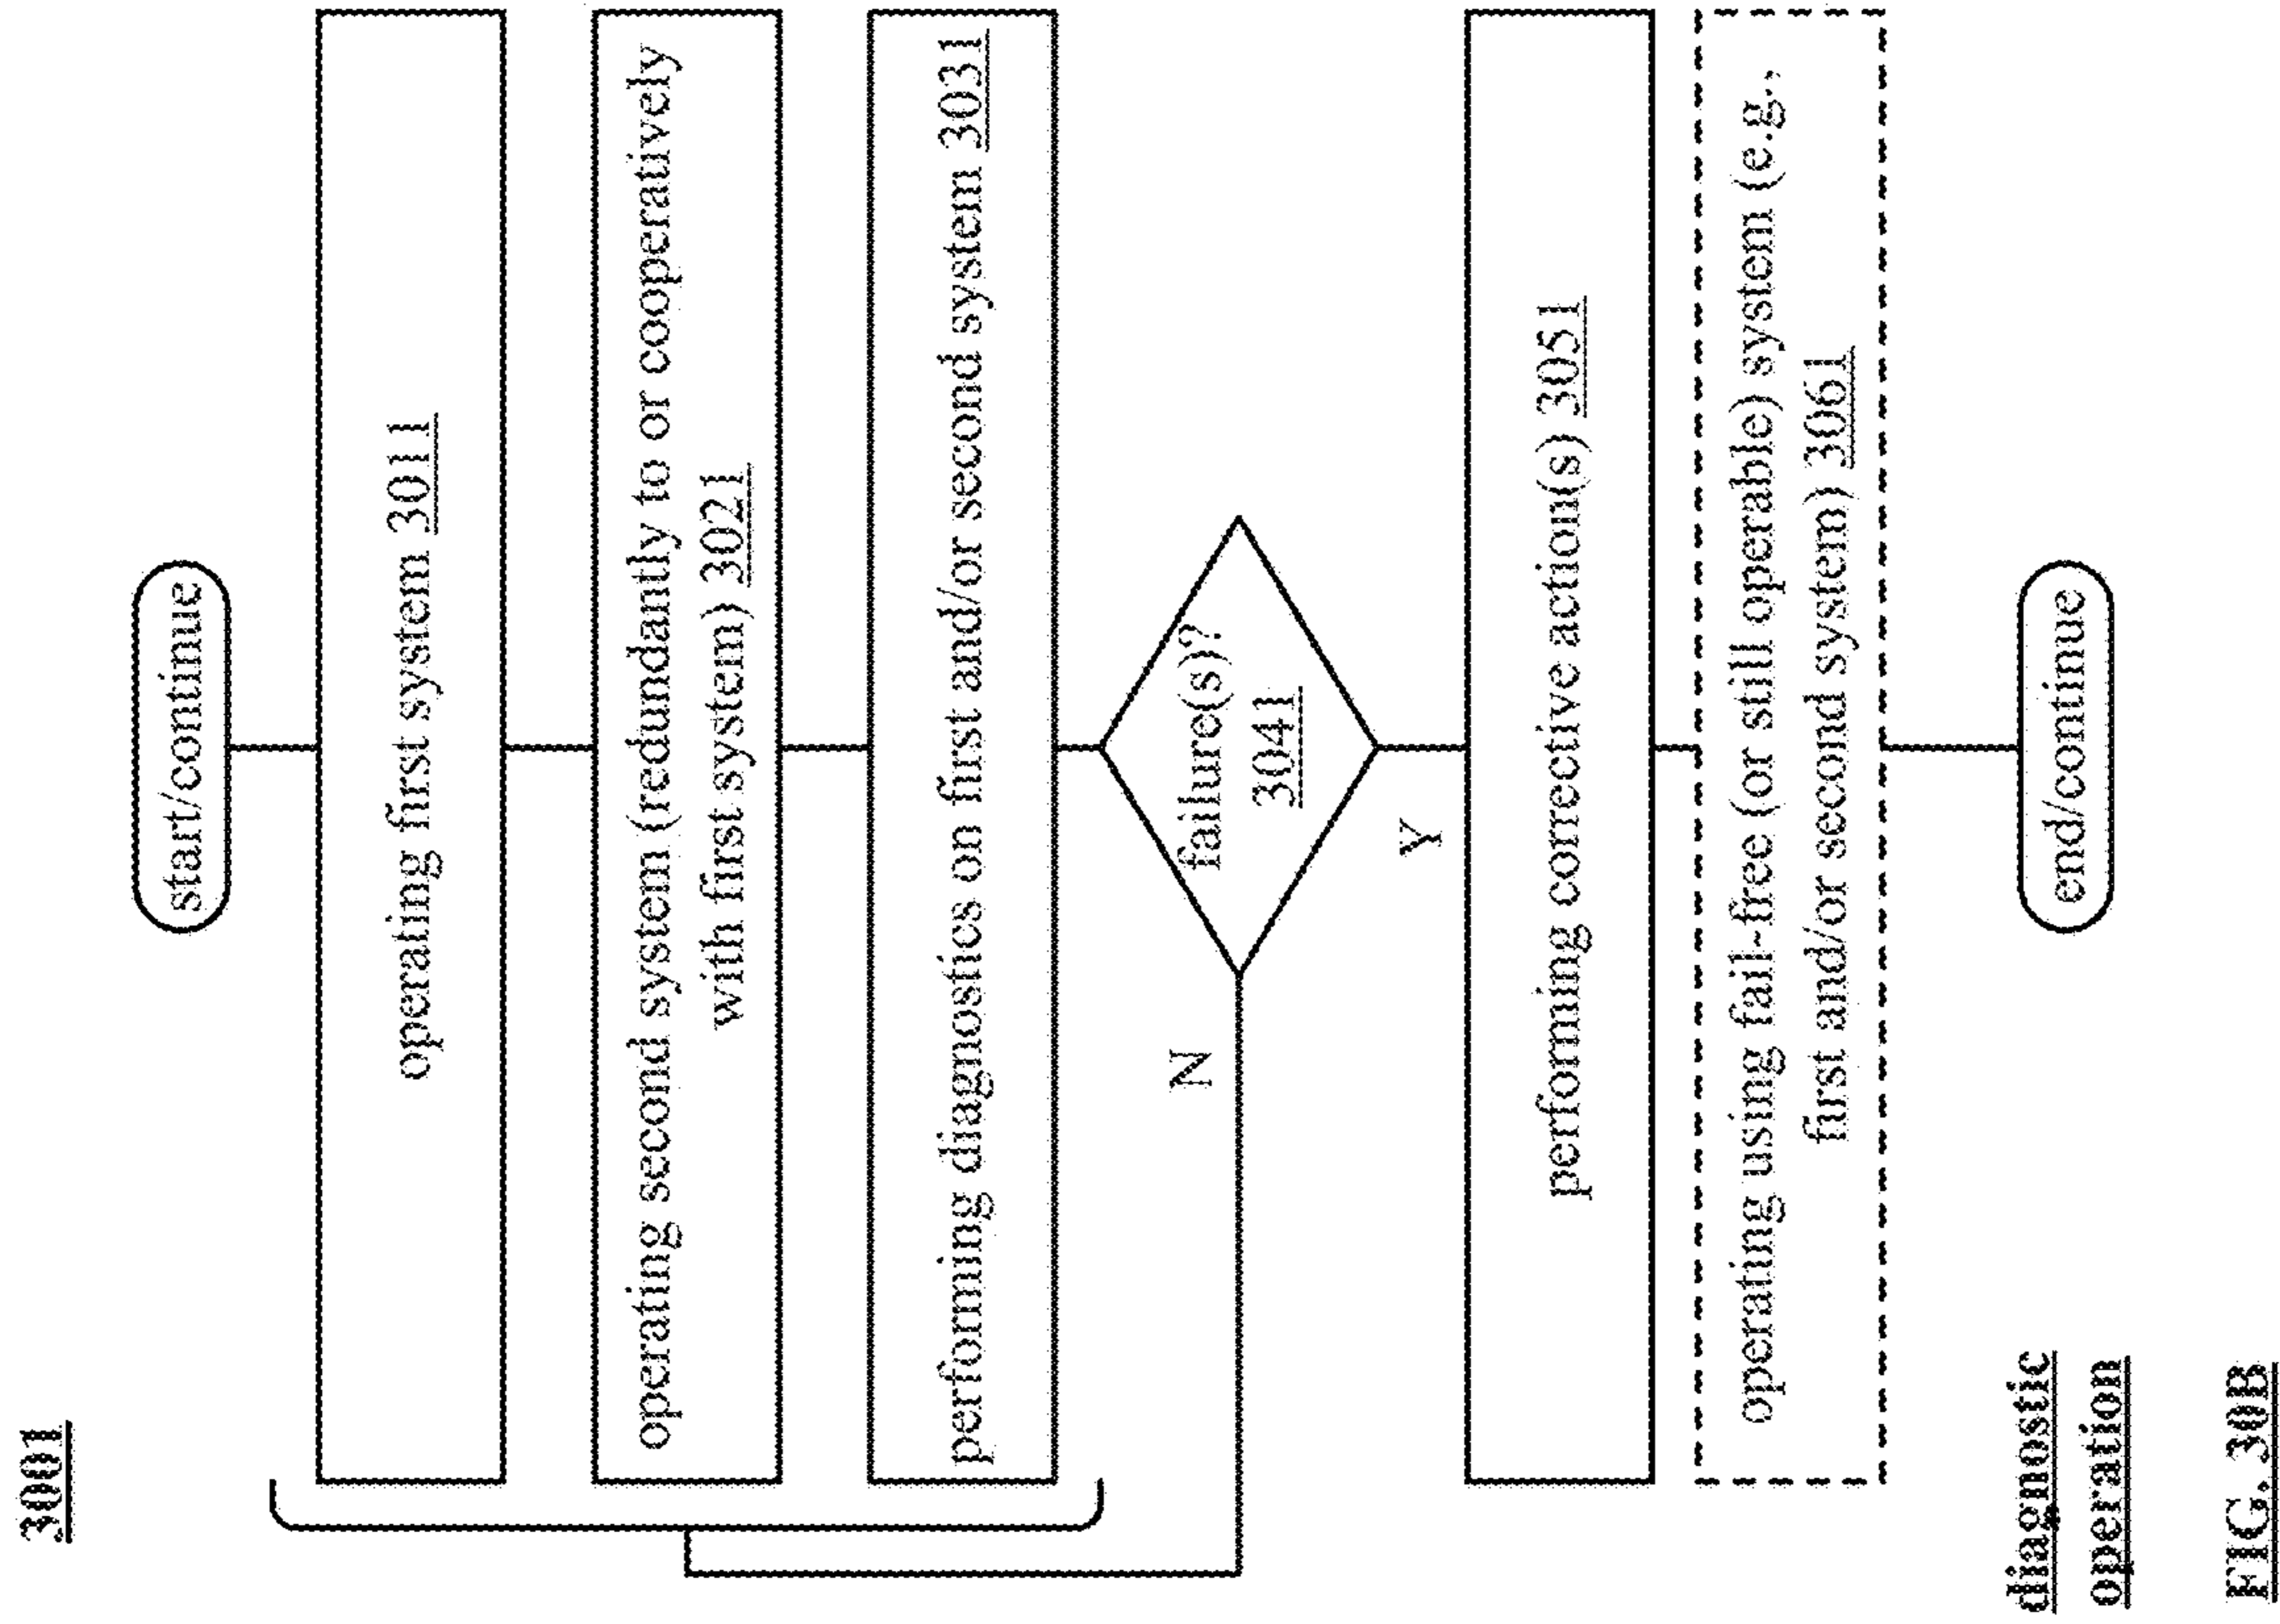 3001
start/continue
operating first system 3011
operating second system (redundantly to or cooperatively
with first system) 3021
performing diagnostics on first and/or second system 3031
failure(s)?
3041
N
Y
performing corrective action(s) 3051
operating using fail-free (or still operable) system (e.g.,
first and/or second system) 3061
end/continue
diagnostic
operation
FIG. 30B